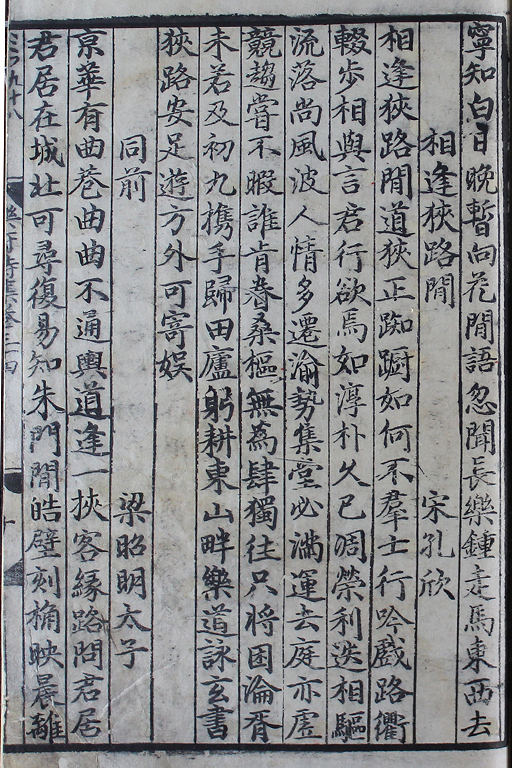 寧知白日晚暫向花間語忽聞長樂鍾走馬東西去
相逢狹路間 宋孔欣
相逢狹路間道狹正踟蹰如何不羣士行吟戲路衢
輟步相與言君行欲焉如淳朴久已凋榮利迭相驅
流落尚風波人情多遷渝勢集堂必滿運去庭亦虛
競趨嘗不暇誰肯眷桑樞無為肆獨往只將困淪胥
未若及初九携手歸田廬躬耕東山畔樂道詠玄書
狹路安足遊方外可寄娱
同前 梁昭明太子
京華有曲巷曲曲不通輿道逢一狹客緣路問君居
君居在城北可尋復易知朱門間皓壁刻桷映晨離